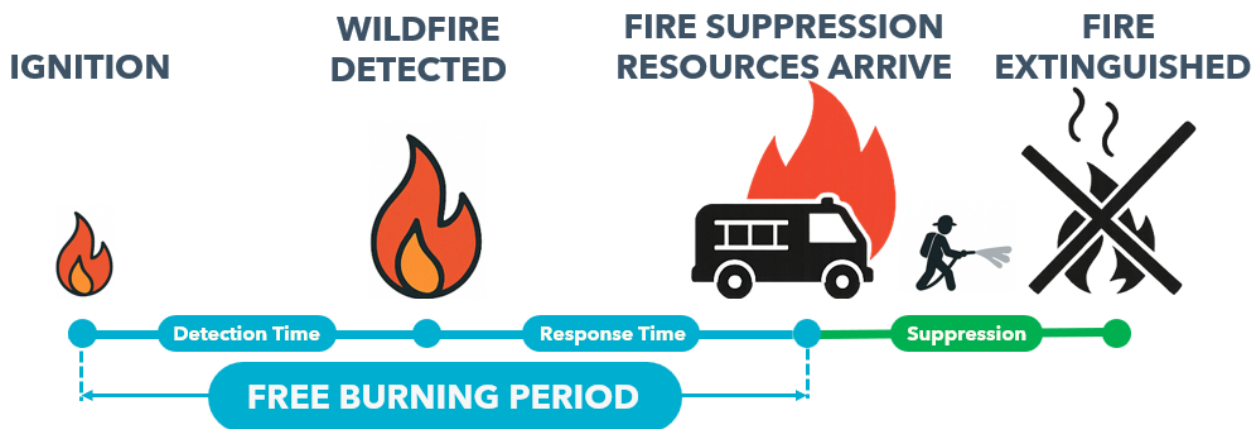 IGNITION
WILDFIRE
DETECTED
FIRE SUPPRESSION
RESOURCES ARRIVE
FIRE
EXTINGUISHED
Detection Time
Response Time
Suppression
FREE BURNING PERIOD